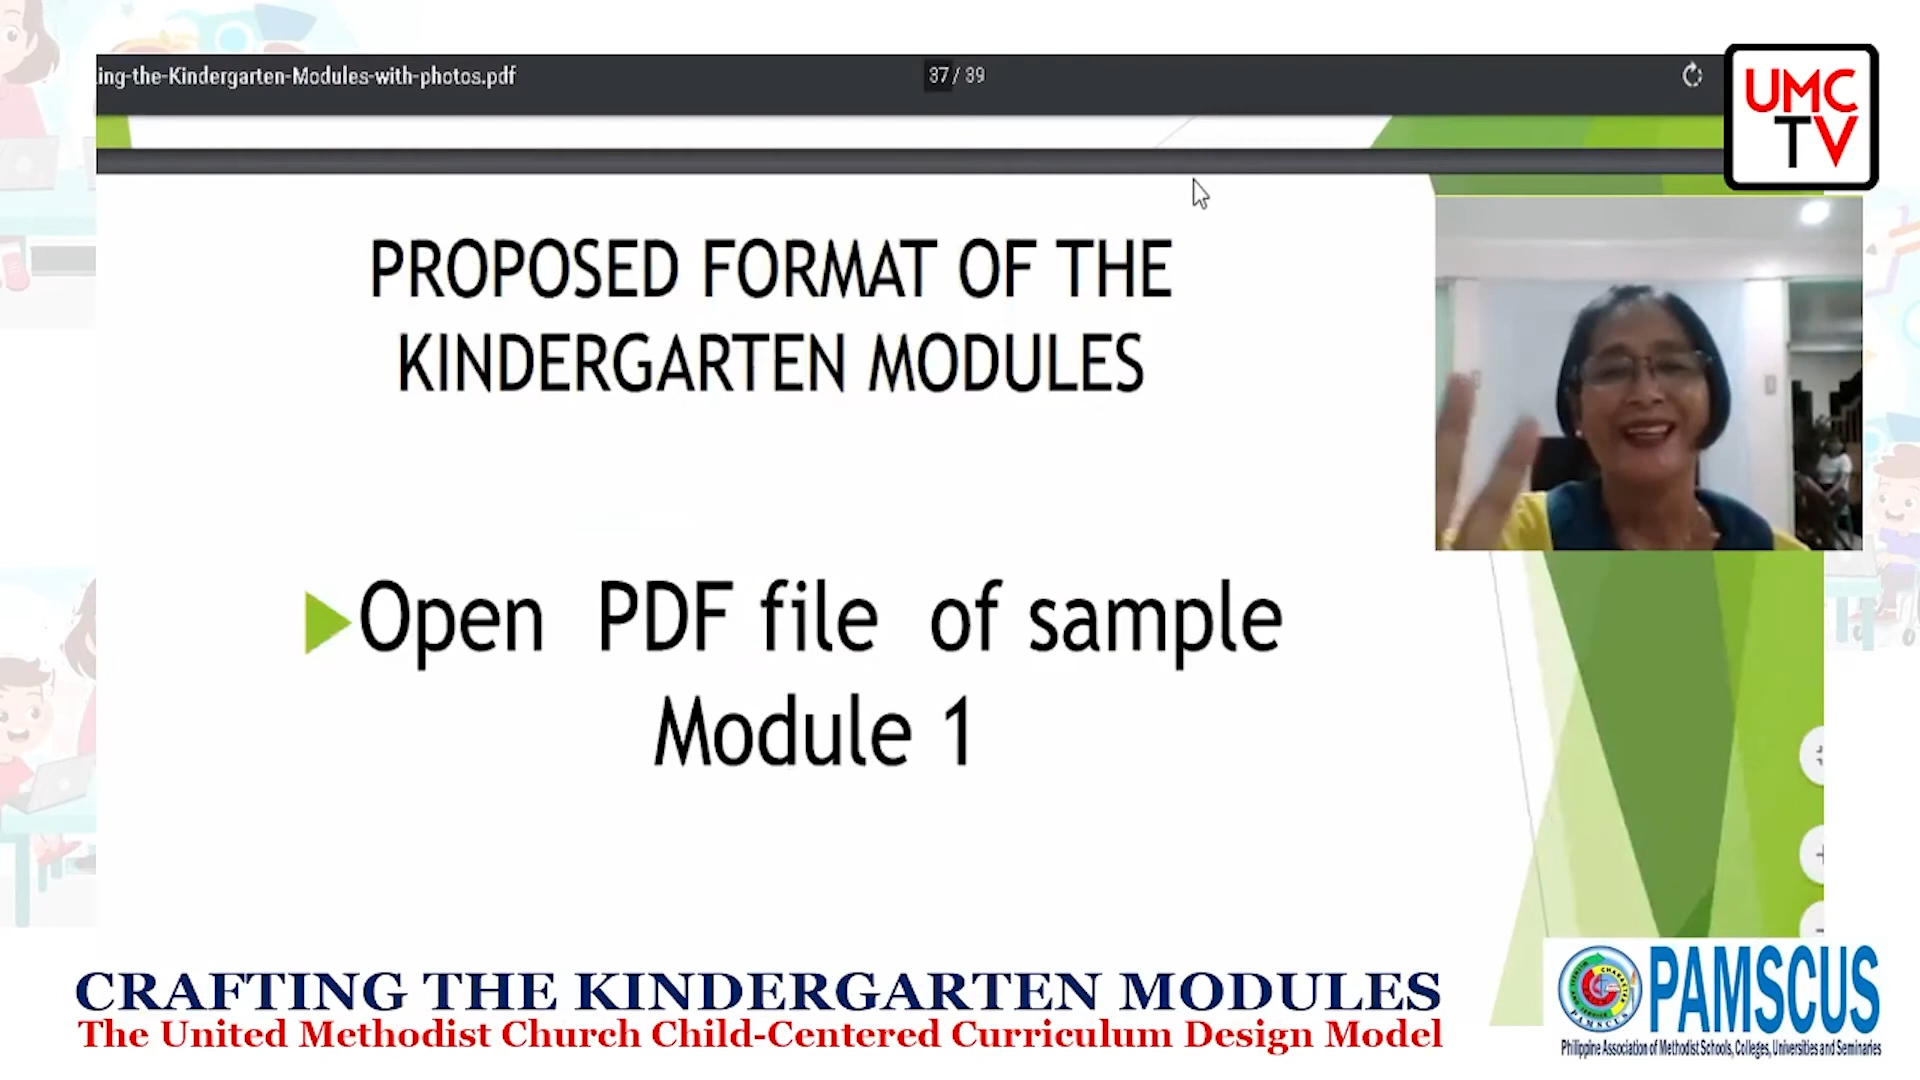 ing-the-Kindergarten-Modules-with-photos.pdf
37 / 39
UMC
TV
PROPOSED FORMAT OF THE
KINDERGARTEN MODULES
Open PDF file of sample
Module 1
CRAFTING THE KINDERGARTEN MODULES
The United Methodist Church Child-Centered Curriculum Design Model
PAMSCUS
PAMSCUS
Philippine Association of Methodist Schools, Colleges, Universities and Seminaries